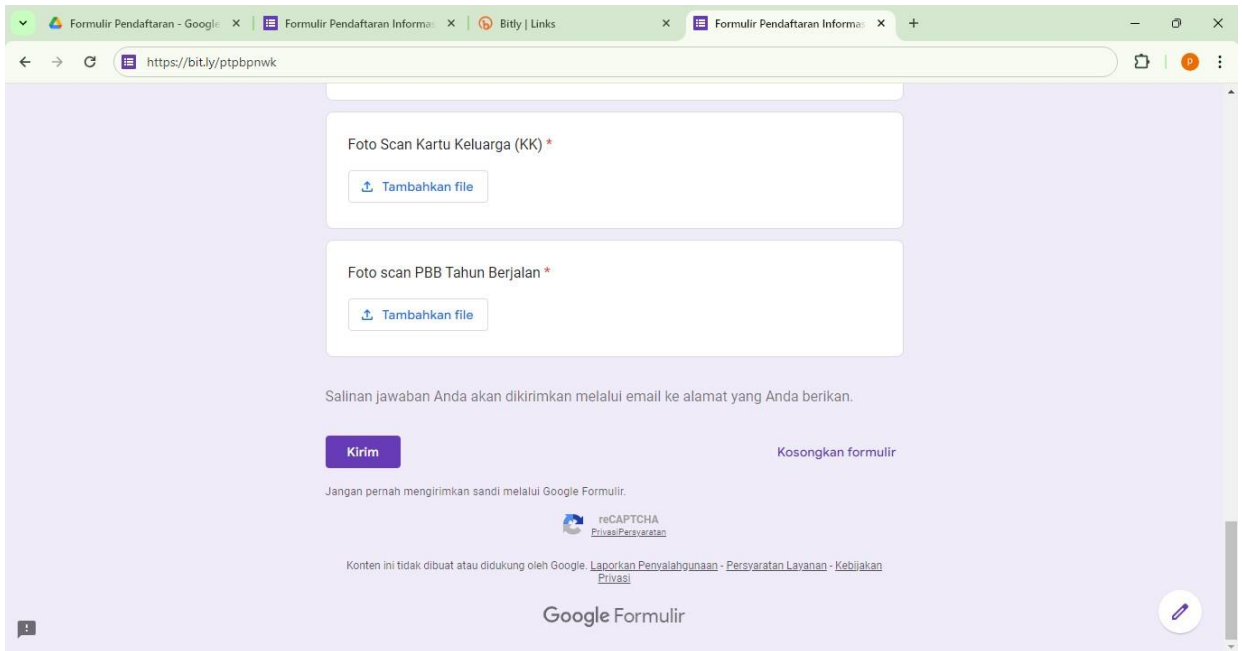 Formulir Pendaftaran - Google
Formulir Pendaftaran Informas
Bitly | Links
Formulir Pendaftaran Informas
https://bit.ly/ptpbpnwk
P
Foto Scan Kartu Keluarga (KK) *
Tambahkan file
Foto scan PBB Tahun Berjalan *
Tambahkan file
Salinan jawaban Anda akan dikirimkan melalui email ke alamat yang Anda berikan.
Kirim
Kosongkan formulir
Jangan pernah mengirimkan sandi melalui Google Formulir.
reCAPTCHA
PrivasiPersyaratan
Konten ini tidak dibuat atau didukung oleh Google. Laporkan Penyalahgunaan - Persyaratan Layanan - Kebijakan
Privasi
Google Formulir